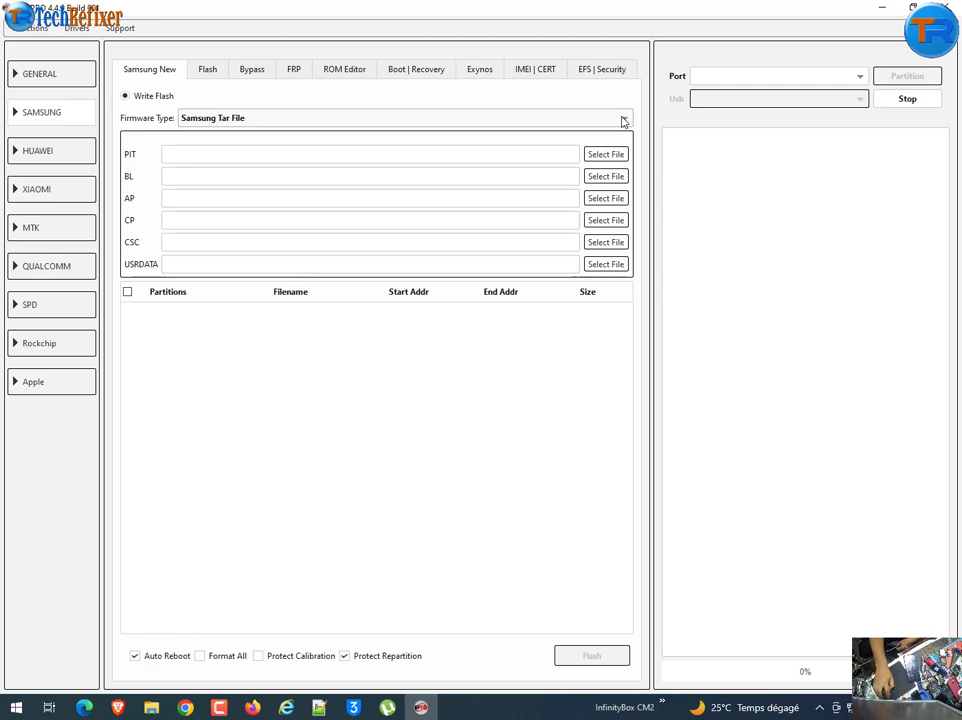 PRO 4.4.
TechRefixer
TR
Drivers
Support
GENERAL
SAMSUNG
HUAWEI
XIAOMI
MTK
QUALCOMM
SPD
Rockchip
Apple
Samsung New
Flash
Bypass
FRP
ROM Editor
Boot | Recovery
Exynos
IMEI | CERT
EFS | Security
Write Flash
Firmware Type: Samsung Tar File
PIT Select File
BL Select File
AP Select File
CP Select File
CSC Select File
USRDATA Select File
Partitions Filename Start Addr End Addr Size
Auto Reboot Format All Protect Calibration Protect Repartition Flash
Port Partition
Usb Stop
0%
InfinityBox CM2 » 25°C Temps dégagé